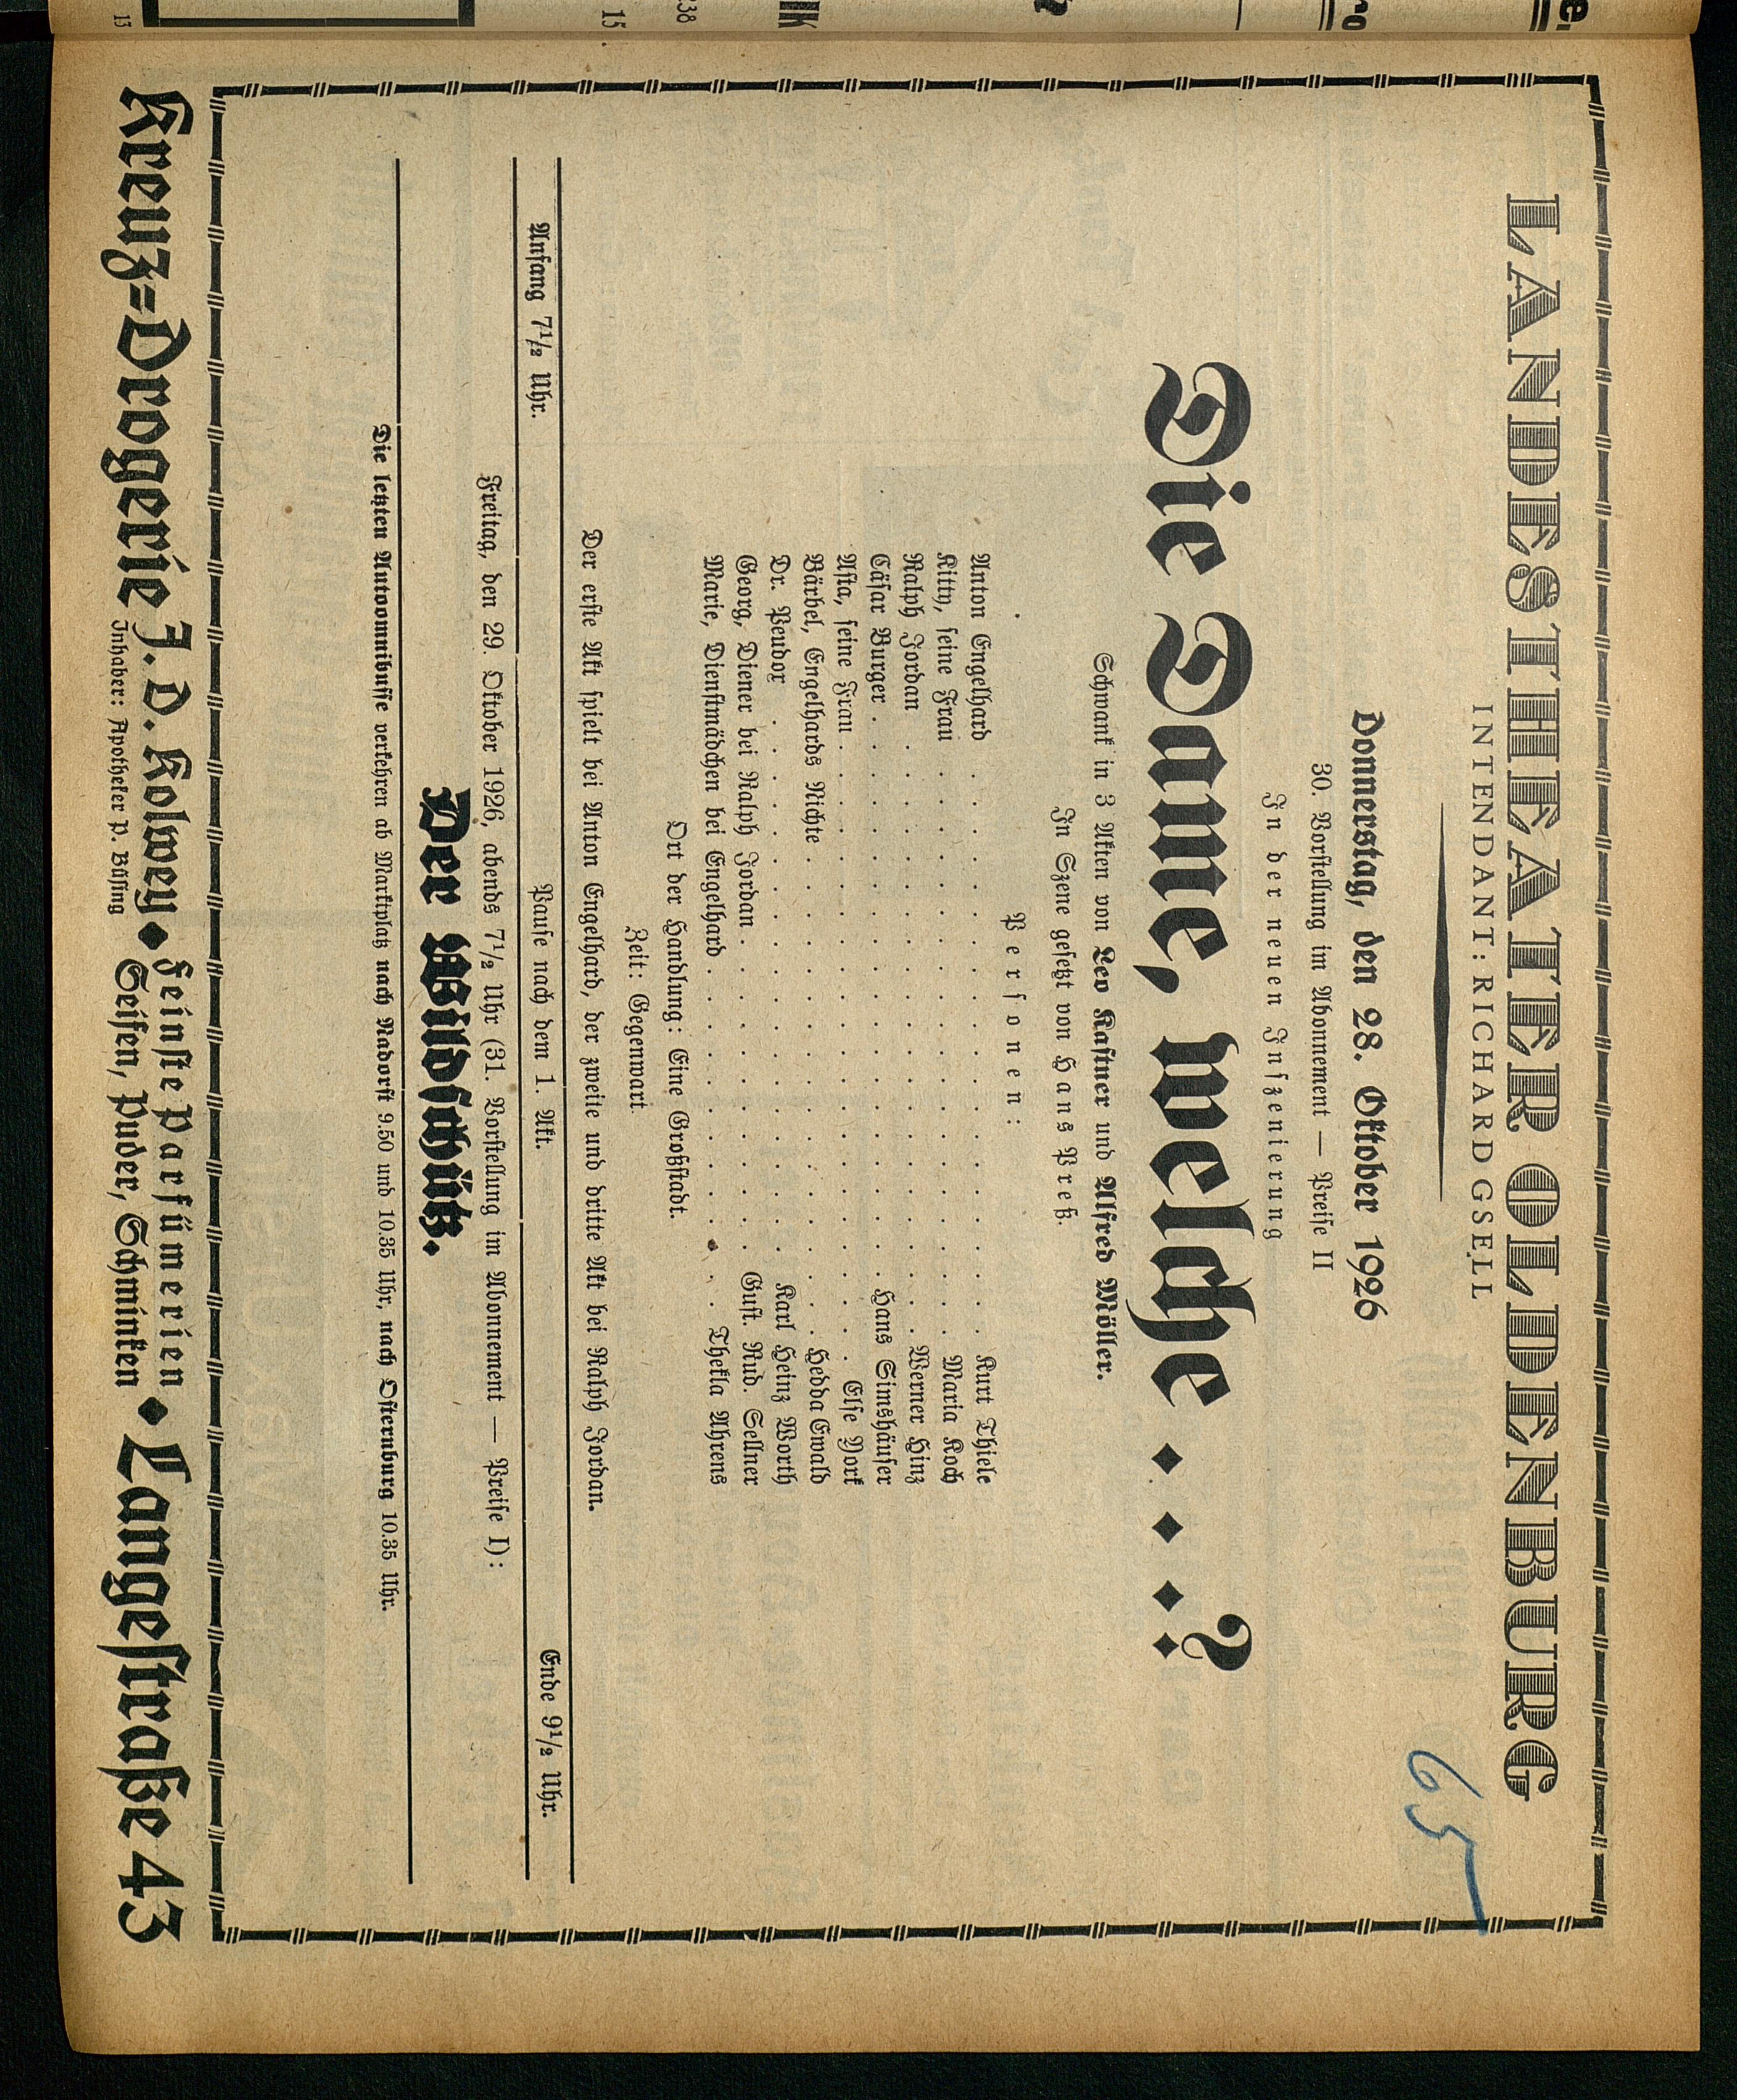 LANDESTHEATER OLDENBURG
INTENDANT: RICHARD GSELL
65
Donnerstag, den 28. Oktober 1926
30. Vorstellung im Abonnement — Preise II
In der neuen Inszenierung
Die Dame, welche . . . ?
Schwank in 3 Akten von Leo Kastner und Alfred Möller.
In Szene gesetzt von Hans Preß.
Personen:
Anton Engelhard . . . . . . . . . . . . Kurt Thiele
Kitty, seine Frau . . . . . . . . . . . . Maria Koch
Ralph Jordan . . . . . . . . . . . . Werner Hinz
Cäsar Burger . . . . . . . . . . . . Hans Simshäuser
Asta, seine Frau . . . . . . . . . . . . Else York
Bärbel, Engelhards Nichte . . . . . . . . . . Hedda Ewald
Dr. Peudor . . . . . . . . . . . . Karl Heinz Worth
Georg, Diener bei Ralph Jordan . . . . . . . . Gust. Rud. Sellner
Marie, Dienstmädchen bei Engelhard . . . . . . . . Thekla Ahrens
Ort der Handlung: Eine Großstadt.
Zeit: Gegenwart
Der erste Akt spielt bei Anton Engelhard, der zweite und dritte Akt bei Ralph Jordan.
Anfang 7½ Uhr. Pause nach dem 1. Akt. Ende 9½ Uhr.
Freitag, den 29. Oktober 1926, abends 7½ Uhr (31. Vorstellung im Abonnement — Preise I):
Der Wildschütz.
Die letzten Autoomnibusse verkehren ab Marktplatz nach Nadorst 9.50 und 10.35 Uhr, nach Osternburg 10.35 Uhr.
Kreuz=Drogerie J. D. Kolwey ◆ Feinste Parfümerien ◆ Langestraße 43
Inhaber: Apotheker P. Büsing Seifen, Puder, Schminken